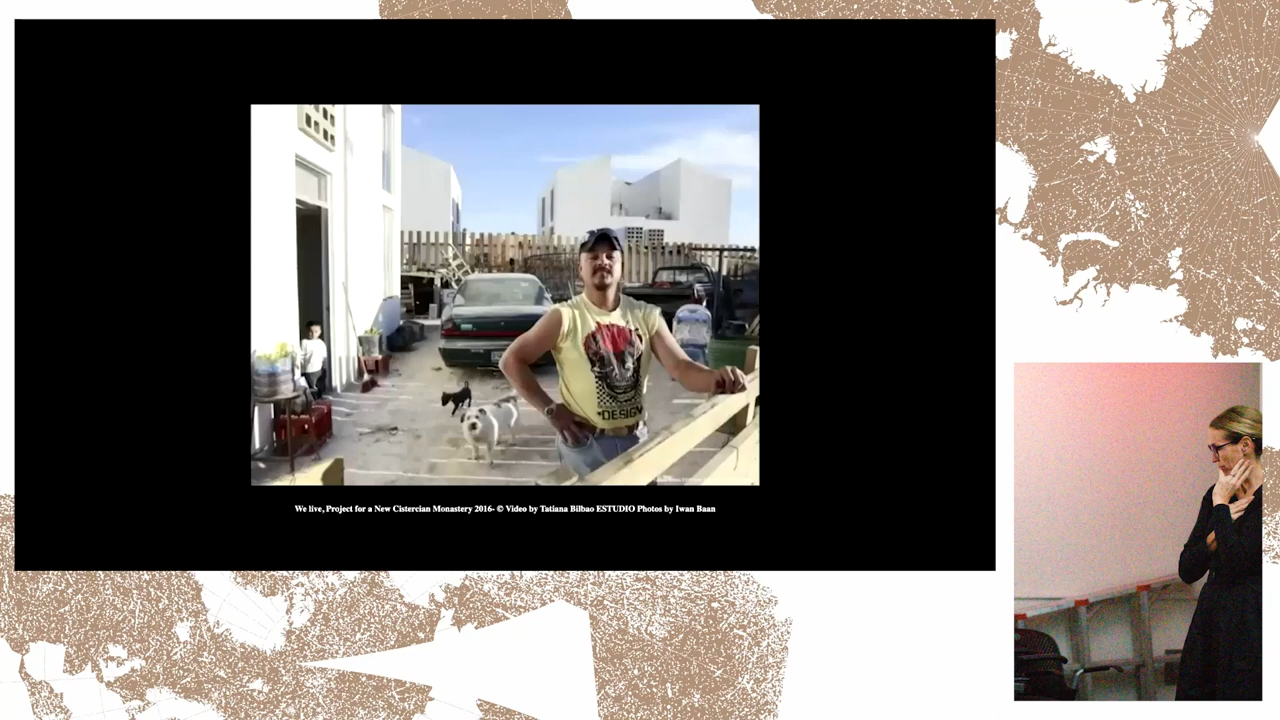 DESIGN
We live, Project for a New Cistercian Monastery 2016- © Video by Tatiana Bilbao ESTUDIO Photos by Iwan Baan